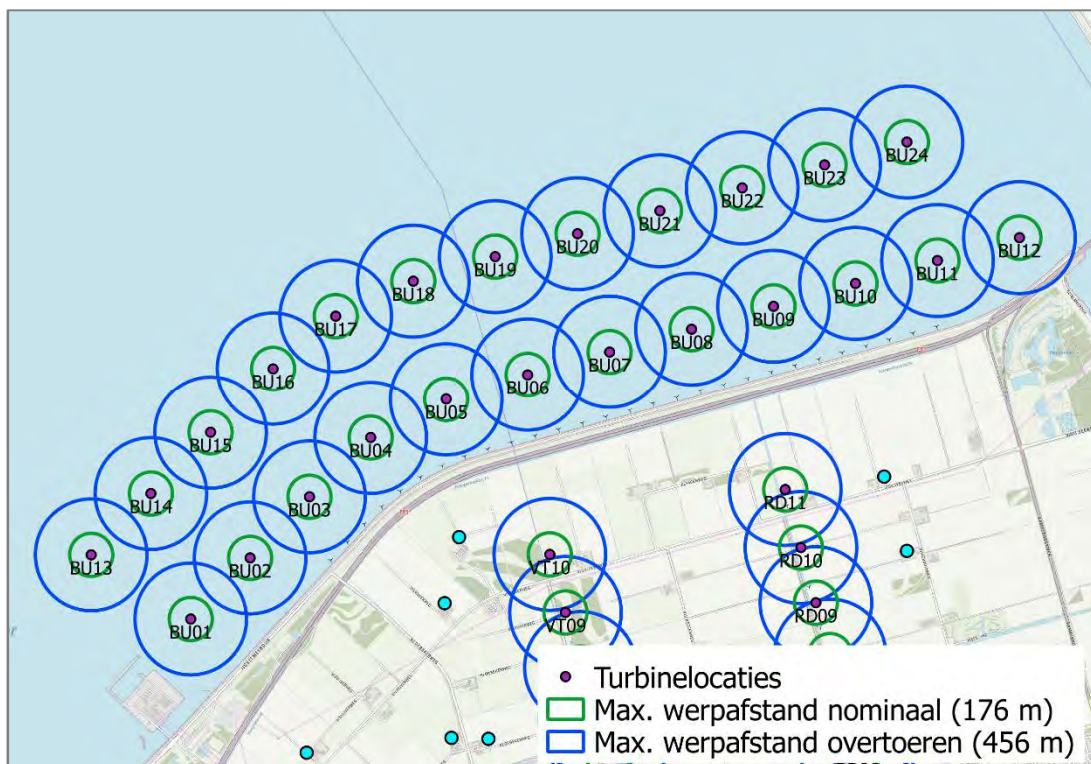 BU24
BU23
BU22
BU21
BU20
BU12
BU19
BU11
BU18
BU10
BU17
BU09
BU08
BU07
BU16
BU06
BU05
BU15
BU04
BU14
BU03
RD11
BU13
BU02
VT10
RD10
RD09
VT09
BU01
Turbinelocaties
Max. werpafstand nominaal (176 m)
Max. werpafstand overtoeren (456 m)